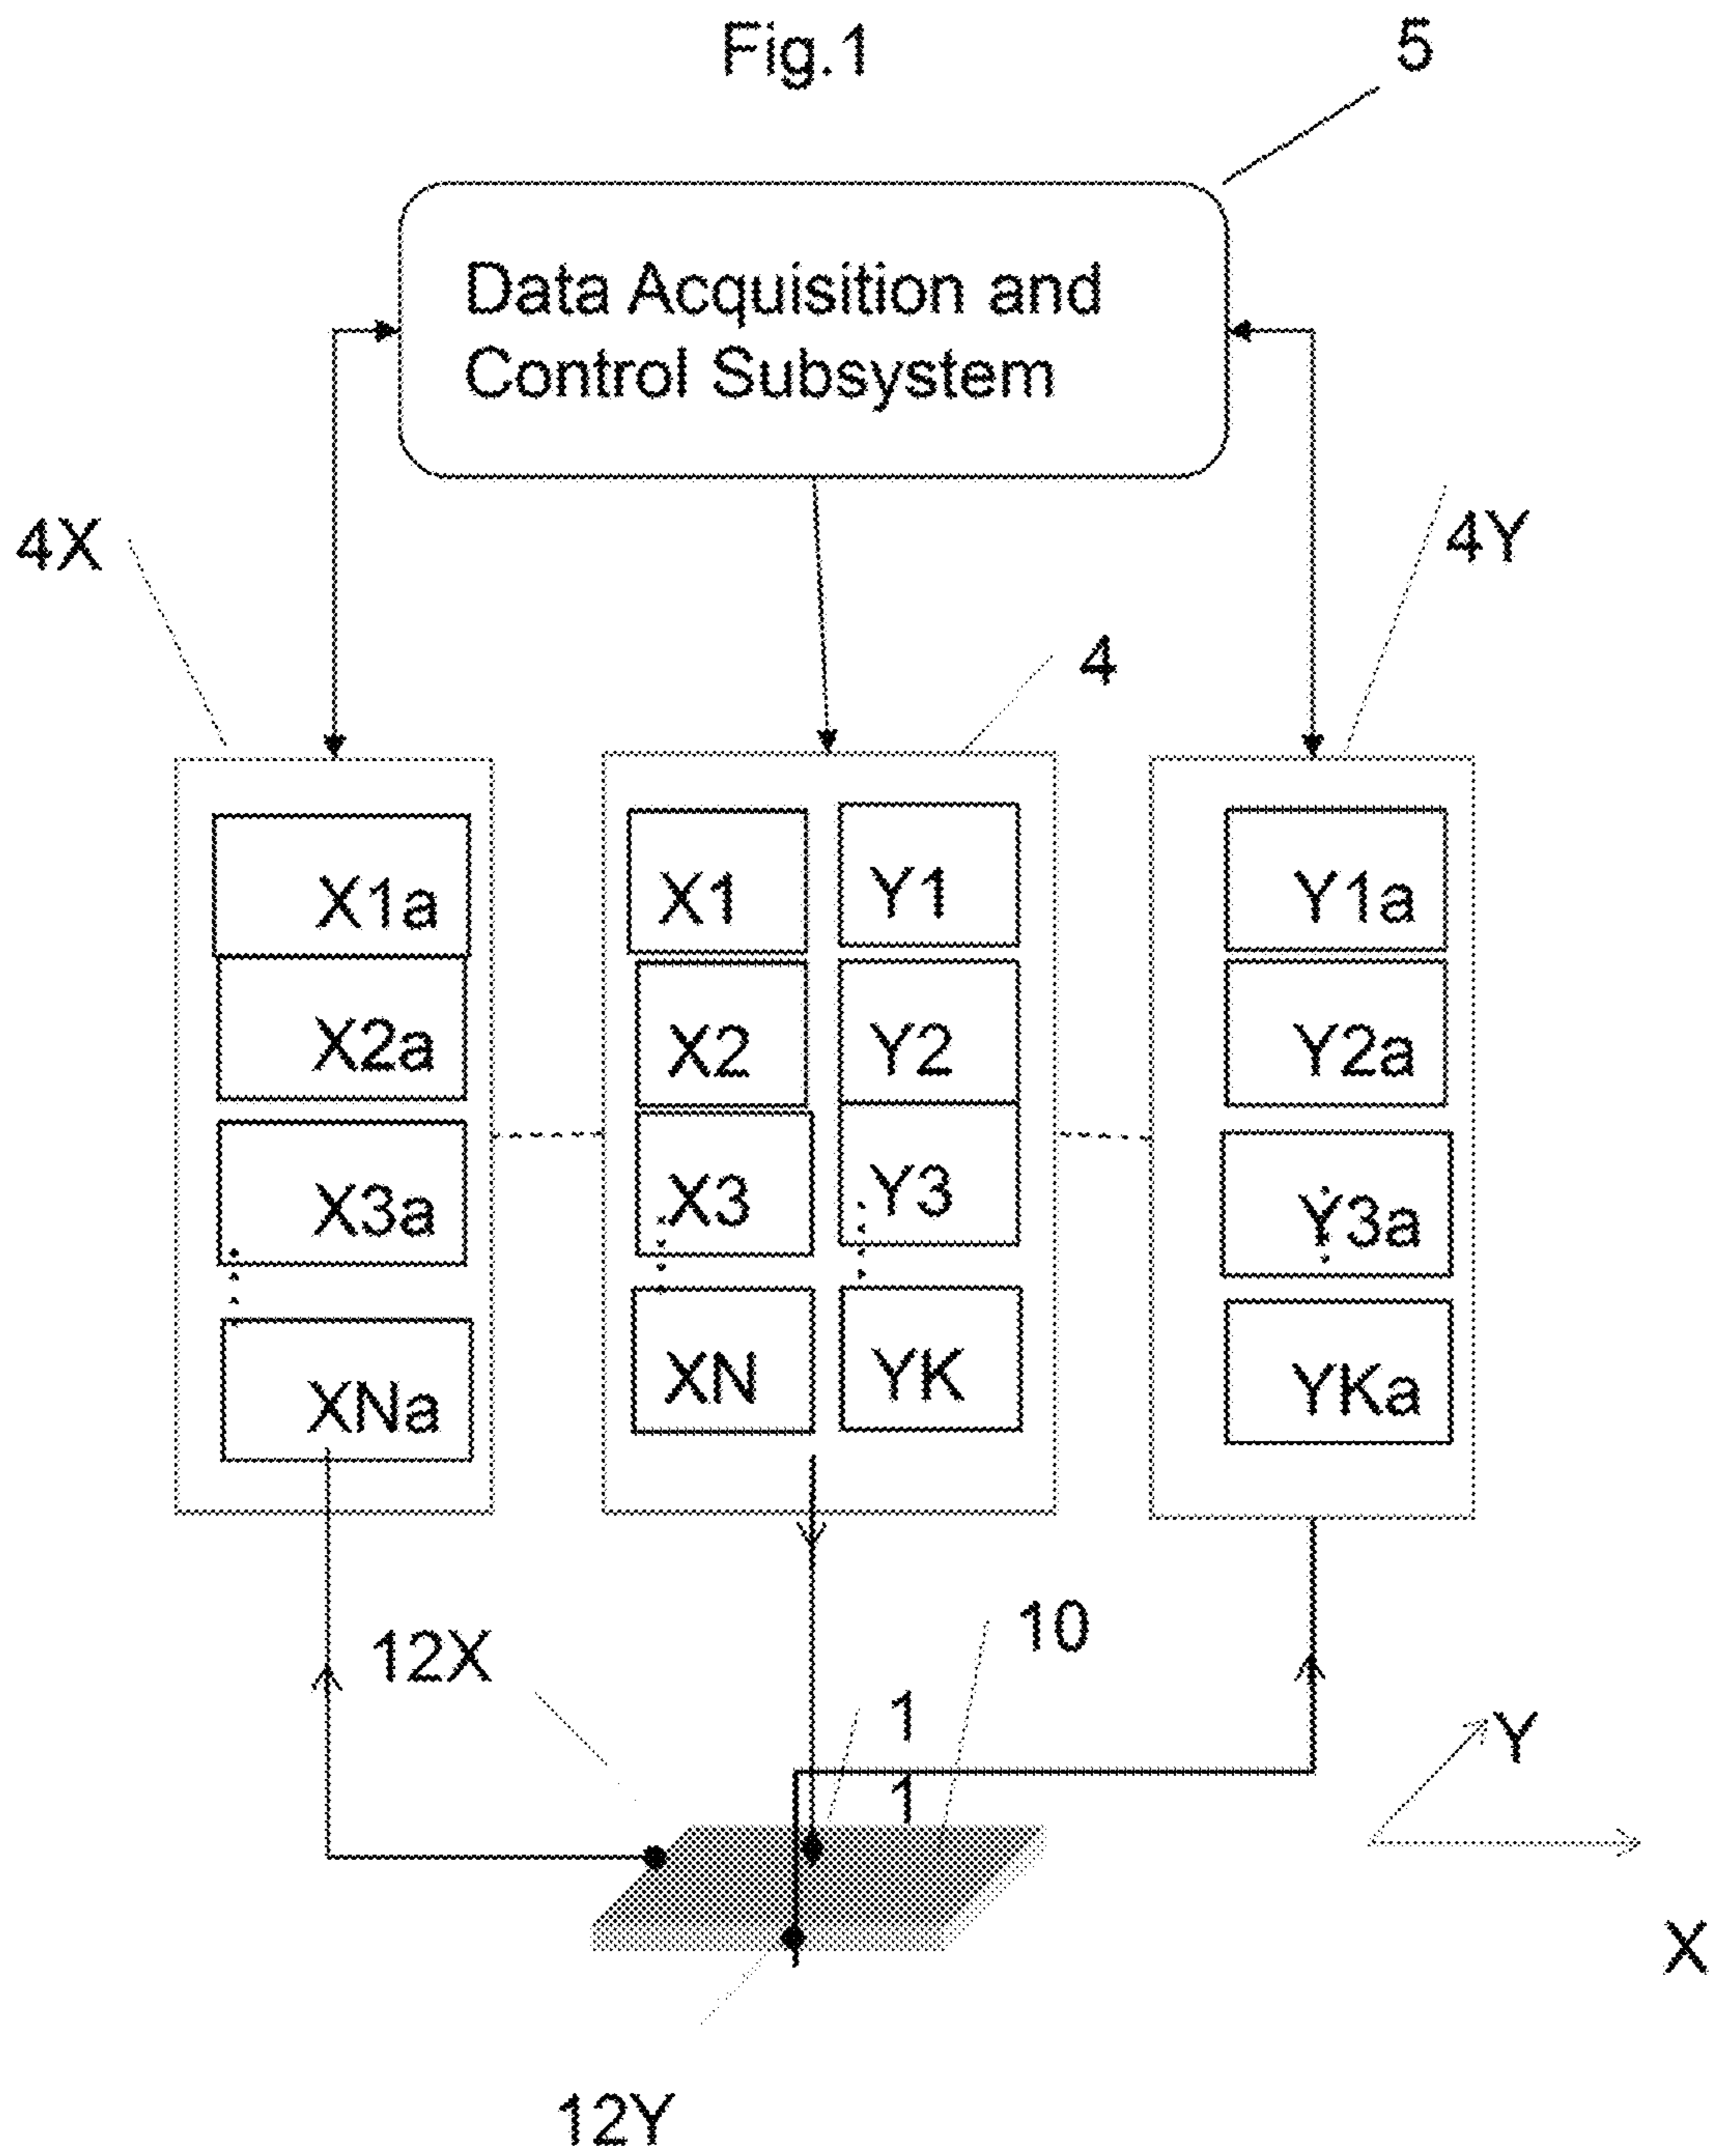 Fig.1
5
Data Acquisition and
Control Subsystem
4X
4Y
4
X1a
X1
Y1
Y1a
X2a
X2
Y2
Y2a
X3a
X3
Y3
Y3a
XNa
XN
YK
YKa
12X
10
1
1
Y
X
12Y